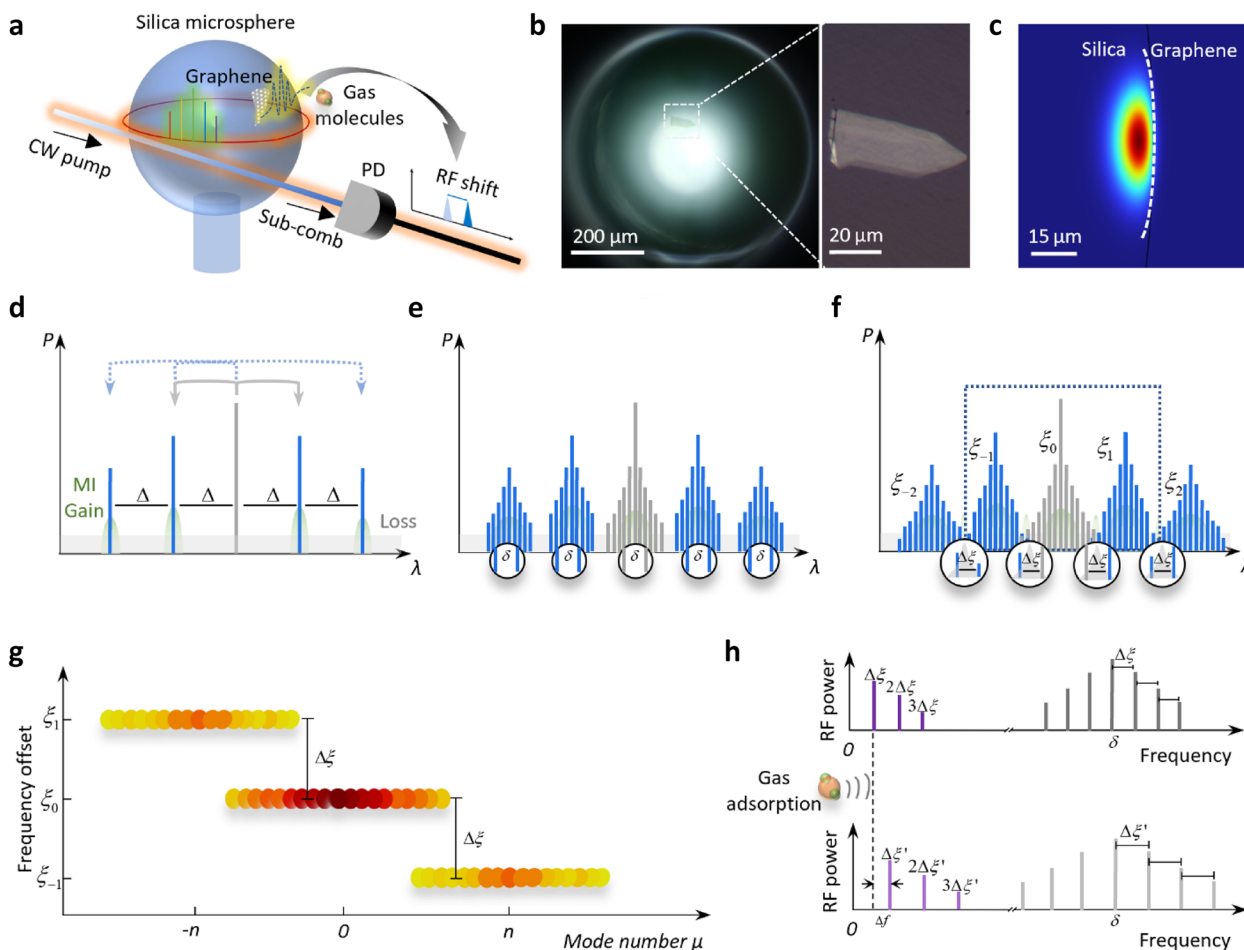 a
Silica microsphere
Graphene
Gas
molecules
CW pump
PD
RF shift
Sub-comb
b
200 μm
20 μm
c
Silica
Graphene
15 μm
d
P
MI
Gain
Δ
Δ
Δ
Δ
Loss
λ
e
P
δ
δ
δ
δ
δ
λ
f
P
ξ₋₂
ξ₋₁
ξ₀
ξ₁
ξ₂
Δξ
Δξ
Δξ
Δξ
g
Frequency offset
ξ₁
ξ₀
ξ₋₁
Δξ
Δξ
-n
0
n
Mode number μ
h
RF power
Δξ
2Δξ
3Δξ
Δξ
0
δ
Frequency
Gas
adsorption
RF power
Δξ'
2Δξ'
3Δξ'
Δξ'
0
Δf
δ
Frequency